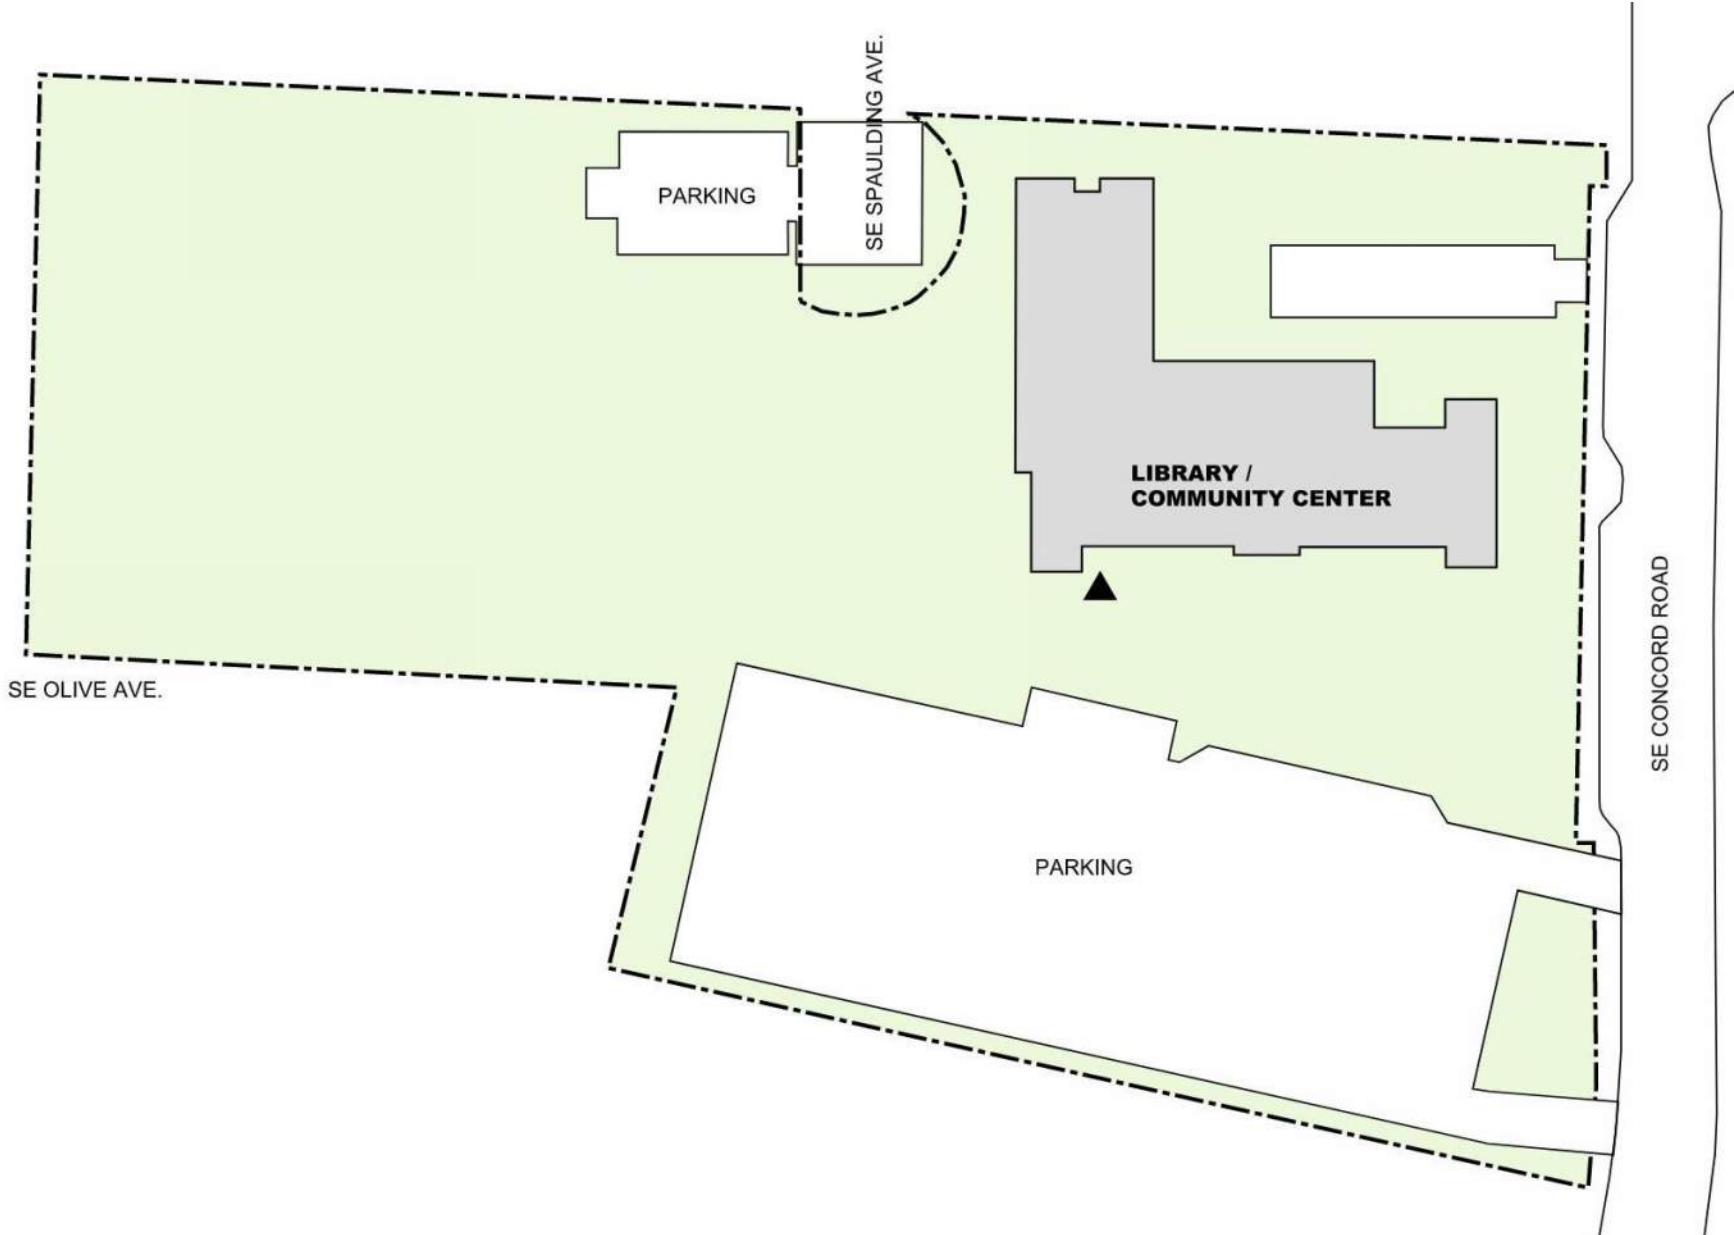 SE SPAULDING AVE.
PARKING
LIBRARY /
COMMUNITY CENTER
SE CONCORD ROAD
SE OLIVE AVE.
PARKING